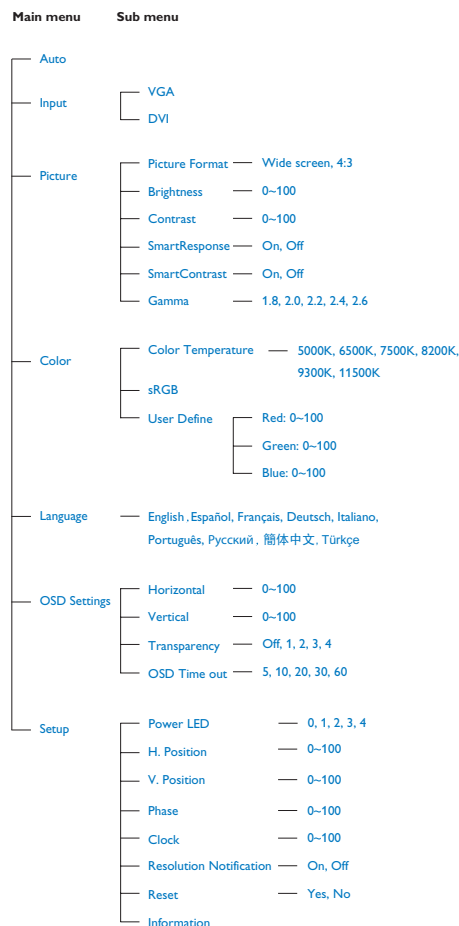 Main menu Sub menu
Auto
Input
VGA
DVI
Picture
Picture Format Wide screen, 4:3
Brightness 0~100
Contrast 0~100
SmartResponse On, Off
SmartContrast On, Off
Gamma 1.8, 2.0, 2.2, 2.4, 2.6
Color
Color Temperature 5000K, 6500K, 7500K, 8200K,
9300K, 11500K
sRGB
User Define Red: 0~100
Green: 0~100
Blue: 0~100
Language English , Español, Français, Deutsch, Italiano,
Português, Русский , 簡体中文, Türkçe
OSD Settings
Horizontal 0~100
Vertical 0~100
Transparency Off, 1, 2, 3, 4
OSD Time out 5, 10, 20, 30, 60
Setup
Power LED 0, 1, 2, 3, 4
H. Position 0~100
V. Position 0~100
Phase 0~100
Clock 0~100
Resolution Notification On, Off
Reset Yes, No
Information